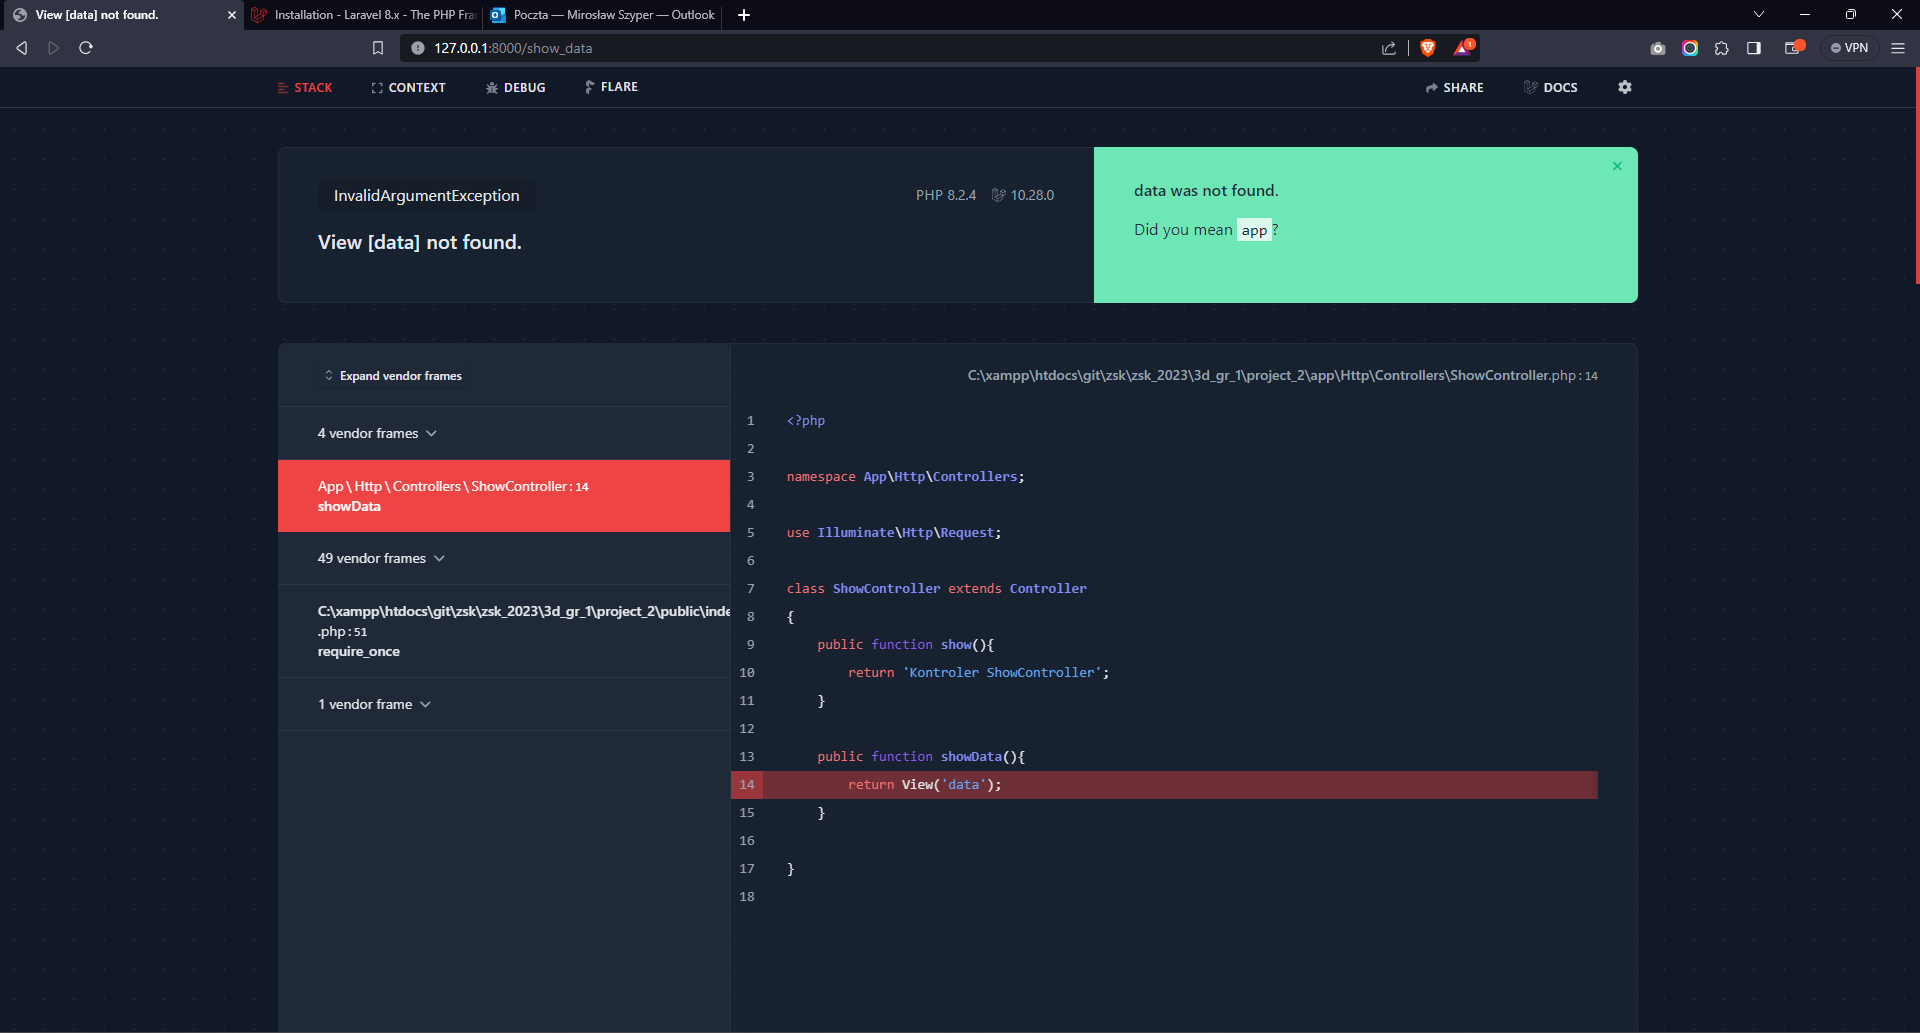 View [data] not found.
Installation - Laravel 8.x - The PHP Fra
Poczta — Mirosław Szyper — Outlook
127.0.0.1:8000/show_data
1
VPN
STACK
CONTEXT
DEBUG
FLARE
SHARE
DOCS
InvalidArgumentException
PHP 8.2.4
10.28.0
View [data] not found.
data was not found.
Did you mean app?
Expand vendor frames
4 vendor frames
App\Http\Controllers\ShowController:14
showData
49 vendor frames
C:\xampp\htdocs\git\zsk\zsk_2023\3d_gr_1\project_2\public\inde
.php:51
require_once
1 vendor frame
C:\xampp\htdocs\git\zsk\zsk_2023\3d_gr_1\project_2\app\Http\Controllers\ShowController.php:14
1 <?php
2
3 namespace App\Http\Controllers;
4
5 use Illuminate\Http\Request;
6
7 class ShowController extends Controller
8 {
9     public function show(){
10         return 'Kontroler ShowController';
11     }
12
13     public function showData(){
14         return View('data');
15     }
16
17 }
18